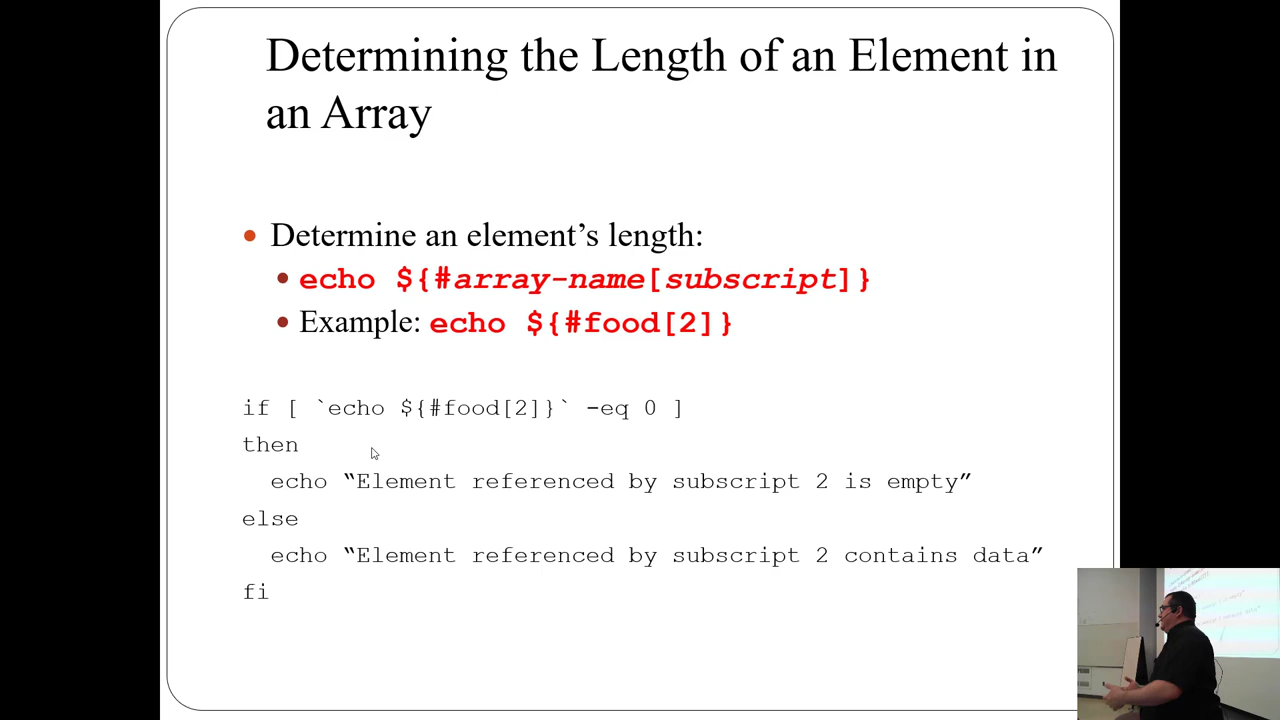 Determining the Length of an Element in
an Array
• Determine an element’s length:
• echo ${#array-name[subscript]}
• Example: echo ${#food[2]}
if [ `echo ${#food[2]}` -eq 0 ]
then
echo “Element referenced by subscript 2 is empty”
else
echo “Element referenced by subscript 2 contains data”
fi